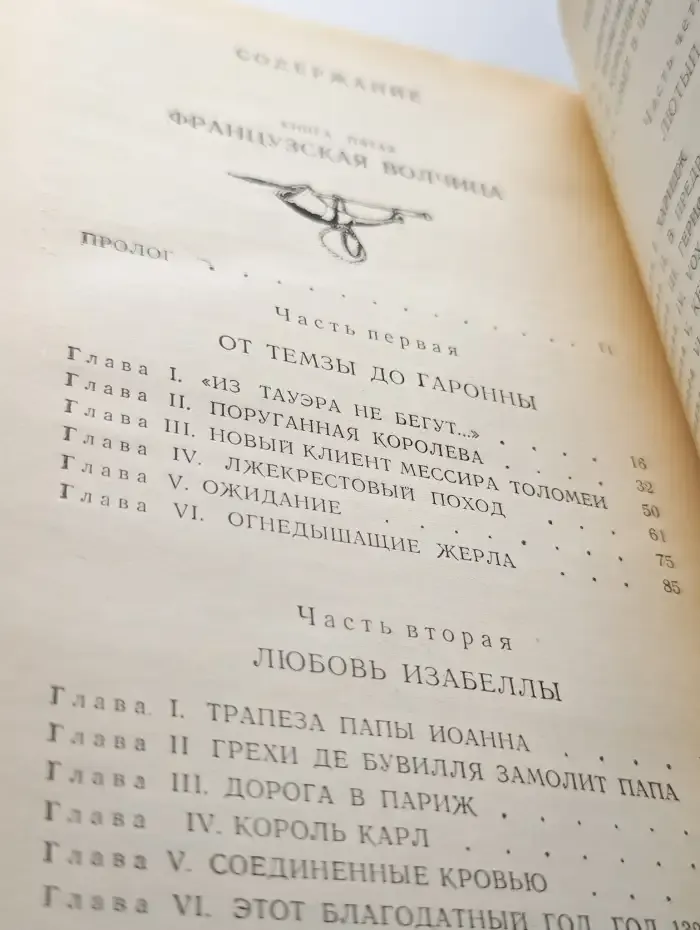 СОДЕРЖАНИЕ
КНИГА ПЯТАЯ
ФРАНЦУЗСКАЯ ВОЛЧИЦА
ПРОЛОГ . . . . . . . . . . . . 11
Часть первая
ОТ ТЕМЗЫ ДО ГАРОННЫ
Глава I. «ИЗ ТАУЭРА НЕ БЕГУТ...» . . . . 16
Глава II. ПОРУГАННАЯ КОРОЛЕВА . . . . 32
Глава III. НОВЫЙ КЛИЕНТ МЕССИРА ТОЛОМЕИ 50
Глава IV. ЛЖЕКРЕСТОВЫЙ ПОХОД . . . 61
Глава V. ОЖИДАНИЕ . . . . . . . 75
Глава VI. ОГНЕДЫШАЩИЕ ЖЕРЛА . . . 85
Часть вторая
ЛЮБОВЬ ИЗАБЕЛЛЫ
Глава I. ТРАПЕЗА ПАПЫ ИОАННА . . . .
Глава II ГРЕХИ ДЕ БУВИЛЛЯ ЗАМОЛИТ ПАПА
Глава III. ДОРОГА В ПАРИЖ . . . . .
Глава IV. КОРОЛЬ КАРЛ . . . . . .
Глава V. СОЕДИНЕННЫЕ КРОВЬЮ . . .
Глава VI. ЭТОТ БЛАГОДАТНЫЙ ГОД
Часть
ЛЮТЫЙ